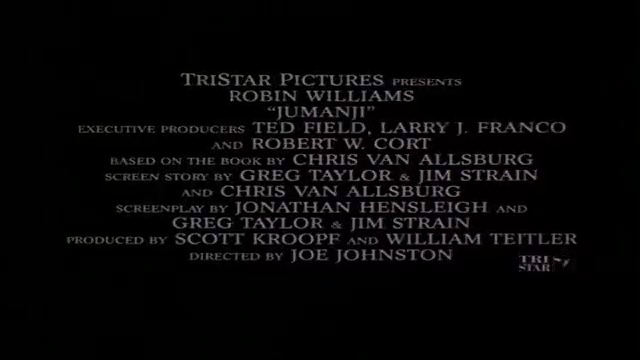 TRISTAR PICTURES PRESENTS
ROBIN WILLIAMS
"JUMANJI"
EXECUTIVE PRODUCERS TED FIELD, LARRY J. FRANCO
AND ROBERT W. CORT
BASED ON THE BOOK BY CHRIS VAN ALLSBURG
SCREEN STORY BY GREG TAYLOR & JIM STRAIN
AND CHRIS VAN ALLSBURG
SCREENPLAY BY JONATHAN HENSLEIGH AND
GREG TAYLOR & JIM STRAIN
PRODUCED BY SCOTT KROOPF AND WILLIAM TEITLER
DIRECTED BY JOE JOHNSTON
TRI
STAR